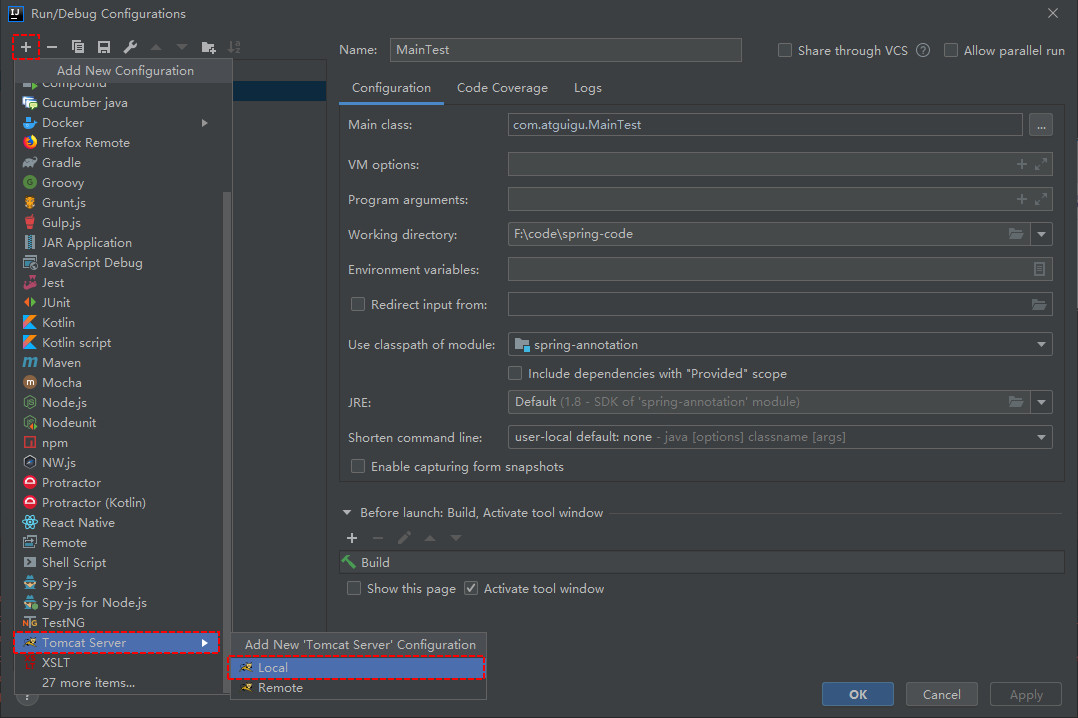 Run/Debug Configurations
Add New Configuration
Compound
Cucumber java
Docker
Firefox Remote
Gradle
Groovy
Grunt.js
Gulp.js
JAR Application
JavaScript Debug
Jest
JUnit
Kotlin
Kotlin script
Maven
Mocha
Node.js
Nodeunit
npm
NW.js
Protractor
Protractor (Kotlin)
React Native
Remote
Shell Script
Spy-js
Spy-js for Node.js
TestNG
Tomcat Server
XSLT
27 more items...
Add New 'Tomcat Server' Configuration
Local
Remote
Name: MainTest
Share through VCS
Allow parallel run
Configuration Code Coverage Logs
Main class: com.atguigu.MainTest ...
VM options:
Program arguments:
Working directory: F:\code\spring-code
Environment variables:
Redirect input from:
Use classpath of module: spring-annotation
Include dependencies with "Provided" scope
JRE: Default (1.8 - SDK of 'spring-annotation' module)
Shorten command line: user-local default: none - java [options] classname [args]
Enable capturing form snapshots
Before launch: Build, Activate tool window
Build
Show this page Activate tool window
? OK Cancel Apply